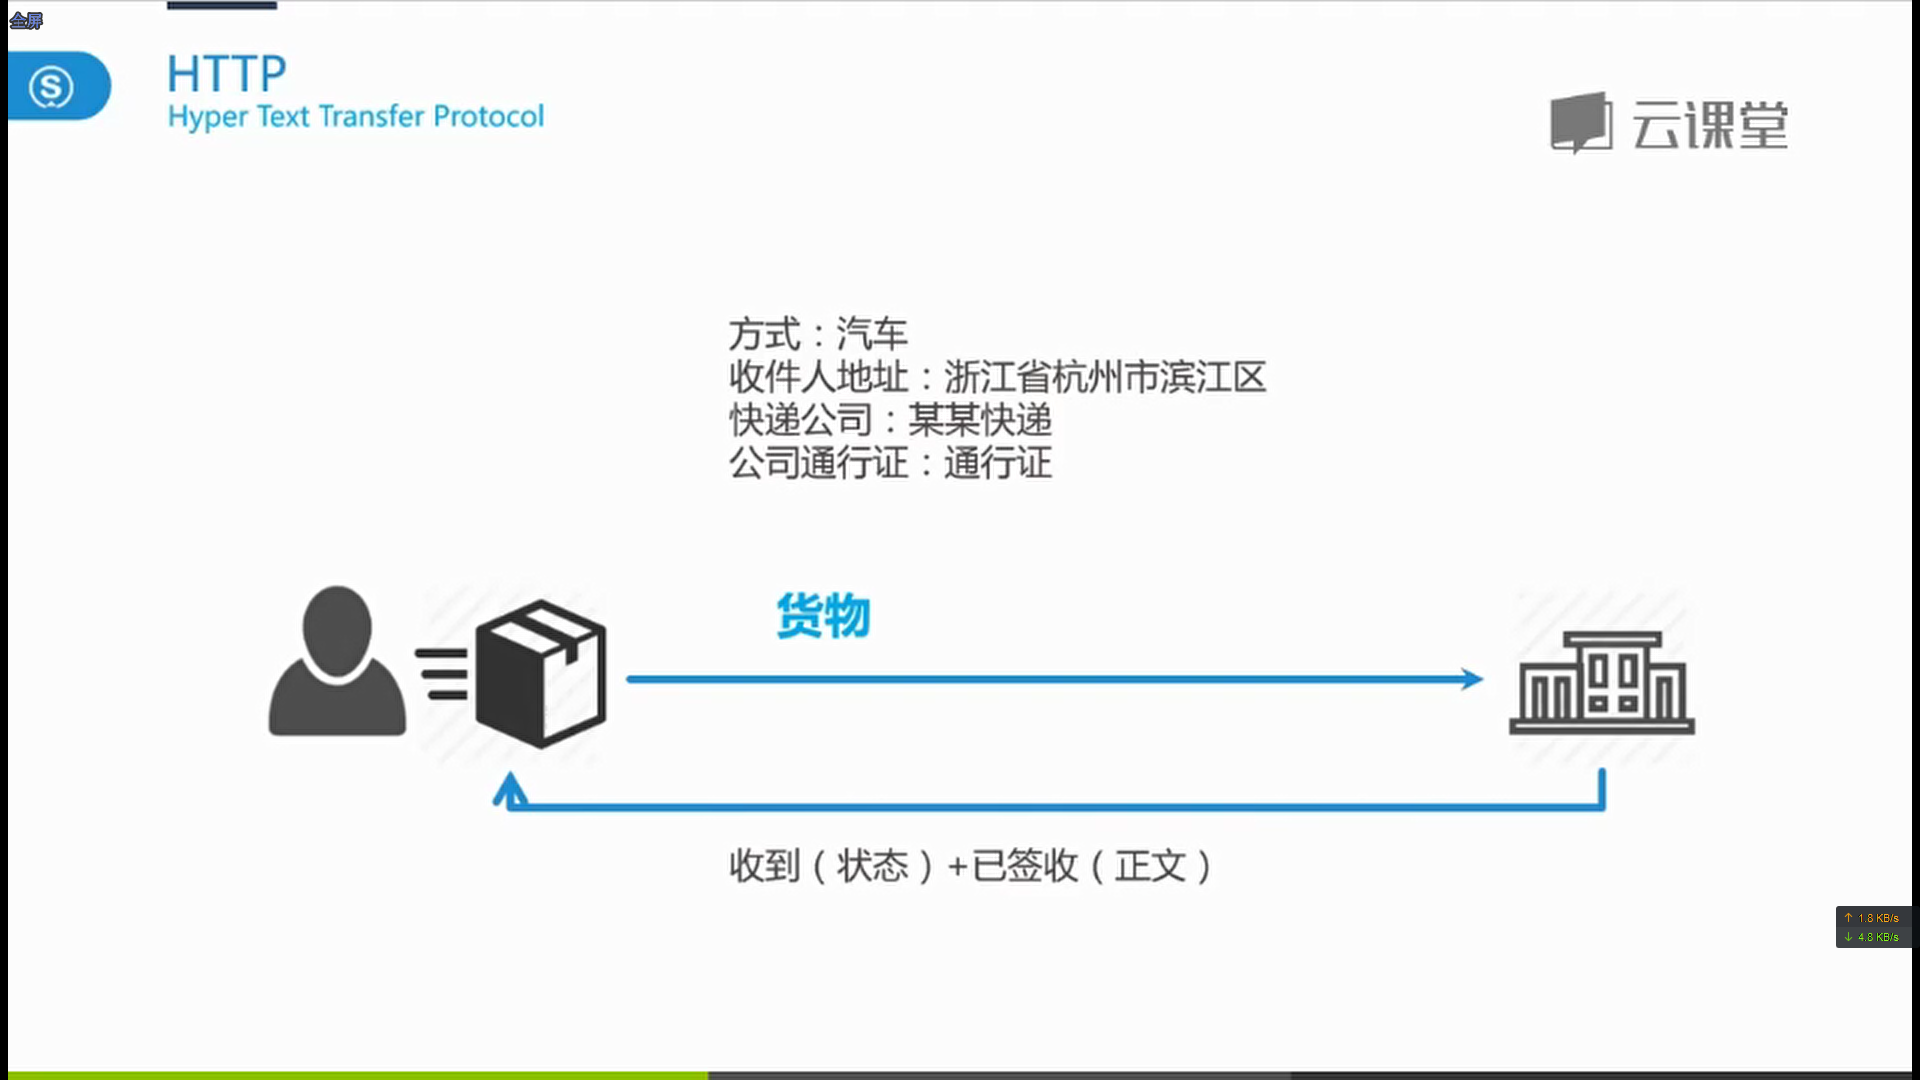 全屏
HTTP
Hyper Text Transfer Protocol
云课堂
方式：汽车
收件人地址：浙江省杭州市滨江区
快递公司：某某快递
公司通行证：通行证
货物
收到（状态）+已签收（正文）
↑ 1.8 KB/s
↓ 4.8 KB/s